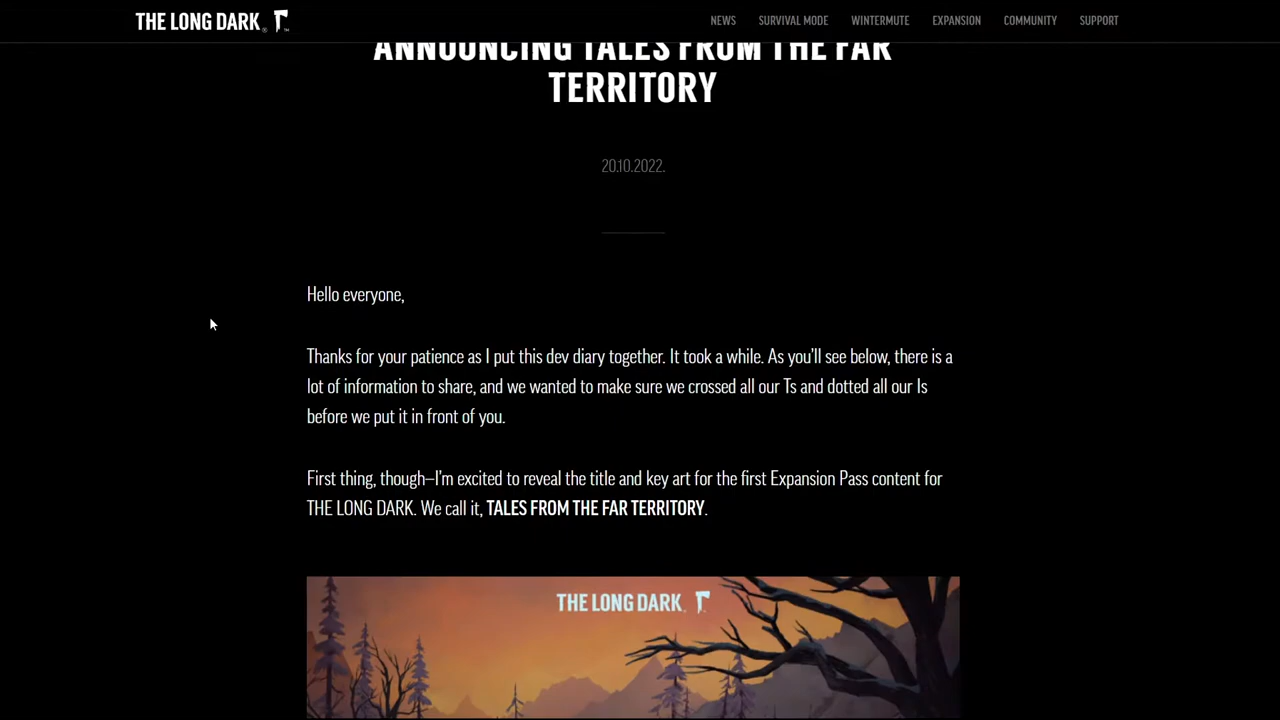 THE LONG DARK
NEWS SURVIVAL MODE WINTERMUTE EXPANSION COMMUNITY SUPPORT
ANNOUNCING TALES FROM THE FAR
TERRITORY
20.10.2022.
Hello everyone,
Thanks for your patience as I put this dev diary together. It took a while. As you'll see below, there is a
lot of information to share, and we wanted to make sure we crossed all our Ts and dotted all our Is
before we put it in front of you.
First thing, though—I'm excited to reveal the title and key art for the first Expansion Pass content for
THE LONG DARK. We call it, TALES FROM THE FAR TERRITORY.
THE LONG DARK